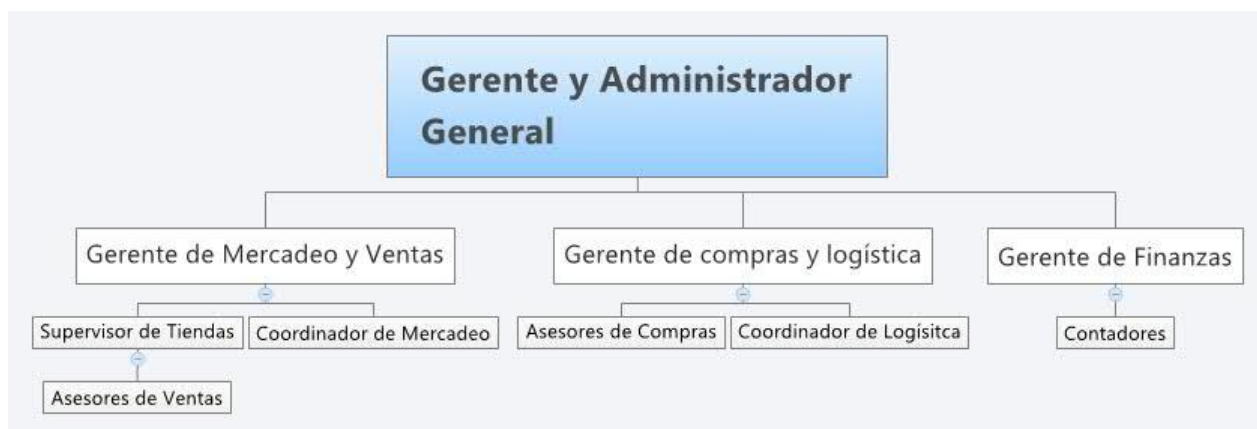 Gerente y Administrador
General
Gerente de Mercadeo y Ventas
Gerente de compras y logística
Gerente de Finanzas
Supervisor de Tiendas
Coordinador de Mercadeo
Asesores de Compras
Coordinador de Logísitca
Contadores
Asesores de Ventas